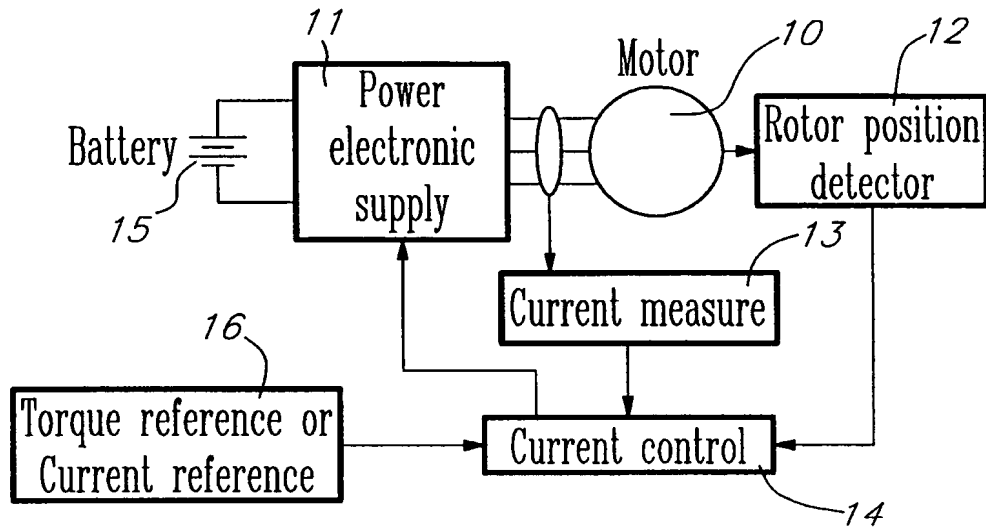 11
Power
electronic
supply
Motor
10
12
Rotor position
detector
Battery
15
13
Current measure
16
Torque reference or
Current reference
Current control
14